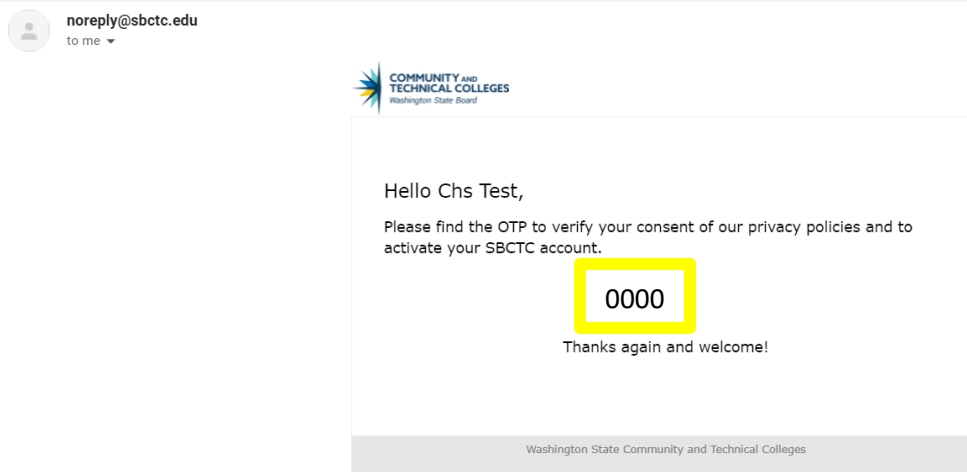 noreply@sbctc.edu
to me
COMMUNITY AND
TECHNICAL COLLEGES
Washington State Board
Hello Chs Test,
Please find the OTP to verify your consent of our privacy policies and to
activate your SBCTC account.
0000
Thanks again and welcome!
Washington State Community and Technical Colleges